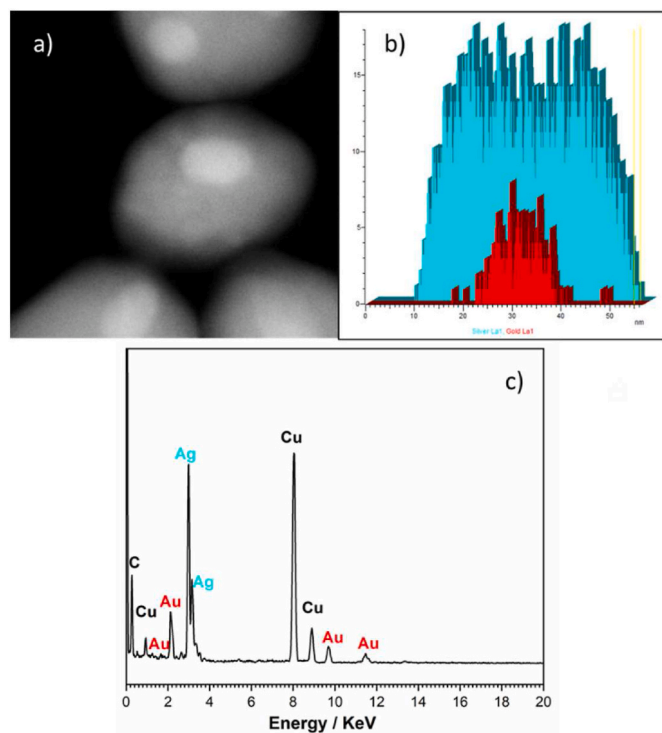 a)
b)
15
10
5
0
0 10 20 30 40 50 nm
Silver La1, Gold La1
c)
Cu
Ag
C
Cu
Au
Ag
Au
Cu
Au
Au
0 2 4 6 8 10 12 14 16 18 20
Energy / KeV